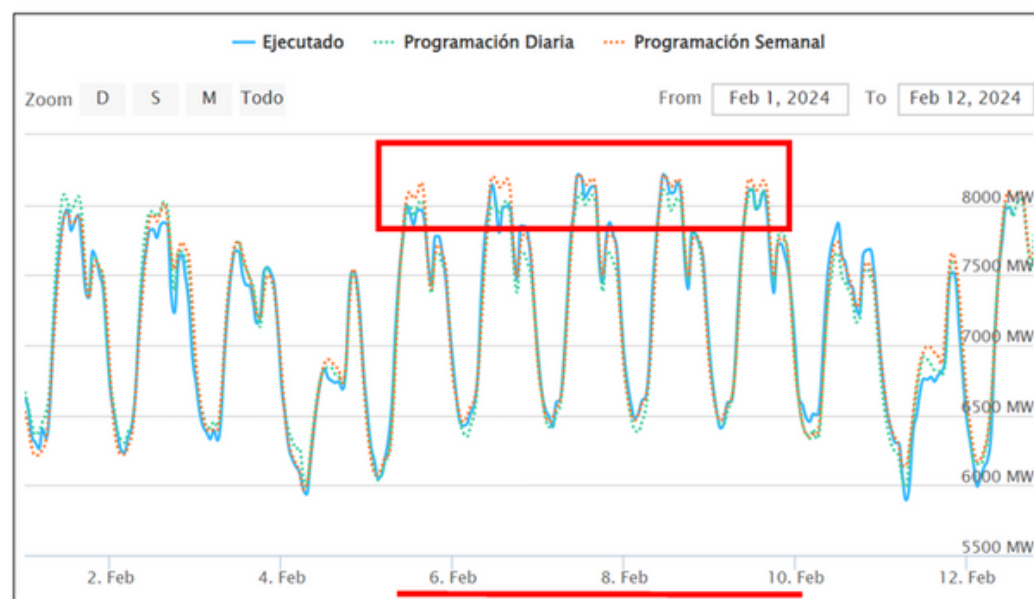 Ejecutado Programación Diaria Programación Semanal
Zoom D S M Todo From Feb 1, 2024 To Feb 12, 2024
8000 MW
7500 MW
7000 MW
6500 MW
6000 MW
5500 MW
2. Feb 4. Feb 6. Feb 8. Feb 10. Feb 12. Feb